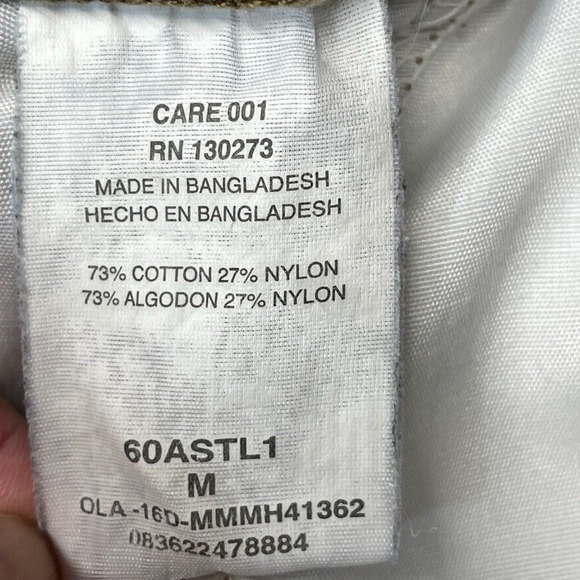 CARE 001
RN 130273
MADE IN BANGLADESH
HECHO EN BANGLADESH
73% COTTON 27% NYLON
73% ALGODON 27% NYLON
60ASTL1
M
OLA -16D-MMMH41362
083622478884